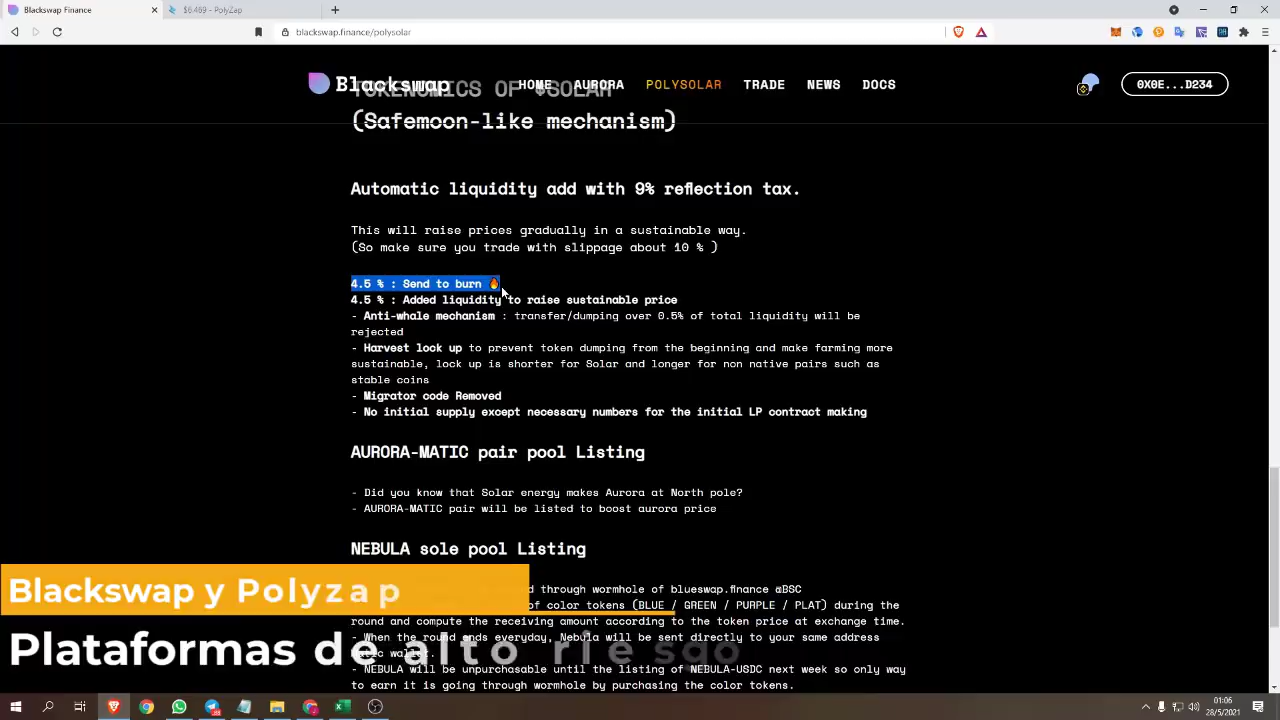 Blackswap Finance
$6.469 - PolyZap
blackswap.finance/polysolar
Blackswap
HOME
AURORA
POLYSOLAR
TRADE
NEWS
DOCS
0X0E...D234
TOKENOMICS OF $SOLAR
(Safemoon-like mechanism)
Automatic liquidity add with 9% reflection tax.
This will raise prices gradually in a sustainable way.
(So make sure you trade with slippage about 10 % )
4.5 % : Send to burn 🔥
4.5 % : Added liquidity to raise sustainable price
- Anti-whale mechanism : transfer/dumping over 0.5% of total liquidity will be
rejected
- Harvest lock up to prevent token dumping from the beginning and make farming more
sustainable, lock up is shorter for Solar and longer for non native pairs such as
stable coins
- Migrator code Removed
- No initial supply except necessary numbers for the initial LP contract making
AURORA-MATIC pair pool Listing
- Did you know that Solar energy makes Aurora at North pole?
- AURORA-MATIC pair will be listed to boost aurora price
NEBULA sole pool Listing
d through wormhole of blueswap.finance @BSC
of color tokens (BLUE / GREEN / PURPLE / PLAT) during the
round and compute the receiving amount according to the token price at exchange time.
- When the round ends everyday, Nebula will be sent directly to your same address
matic wallet.
- NEBULA will be unpurchasable until the listing of NEBULA-USDC next week so only way
to earn it is going through wormhole by purchasing the color tokens.
Blackswap y Polyzap
Plataformas de alto riesgo
01:06
28/5/2021